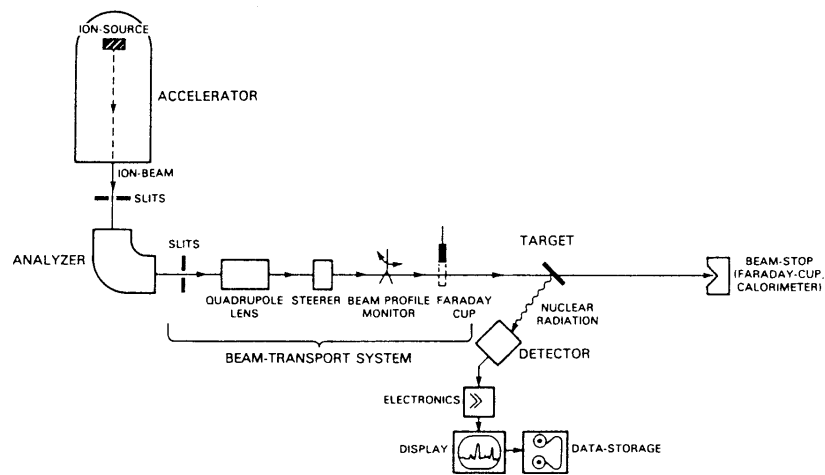 ION-SOURCE
ACCELERATOR
ION-BEAM
SLITS
ANALYZER
SLITS
QUADRUPOLE
LENS
STEERER
BEAM PROFILE
MONITOR
FARADAY
CUP
TARGET
BEAM-STOP
(FARADAY-CUP,
CALORIMETER)
NUCLEAR
RADIATION
BEAM-TRANSPORT SYSTEM
DETECTOR
ELECTRONICS
DISPLAY
DATA-STORAGE